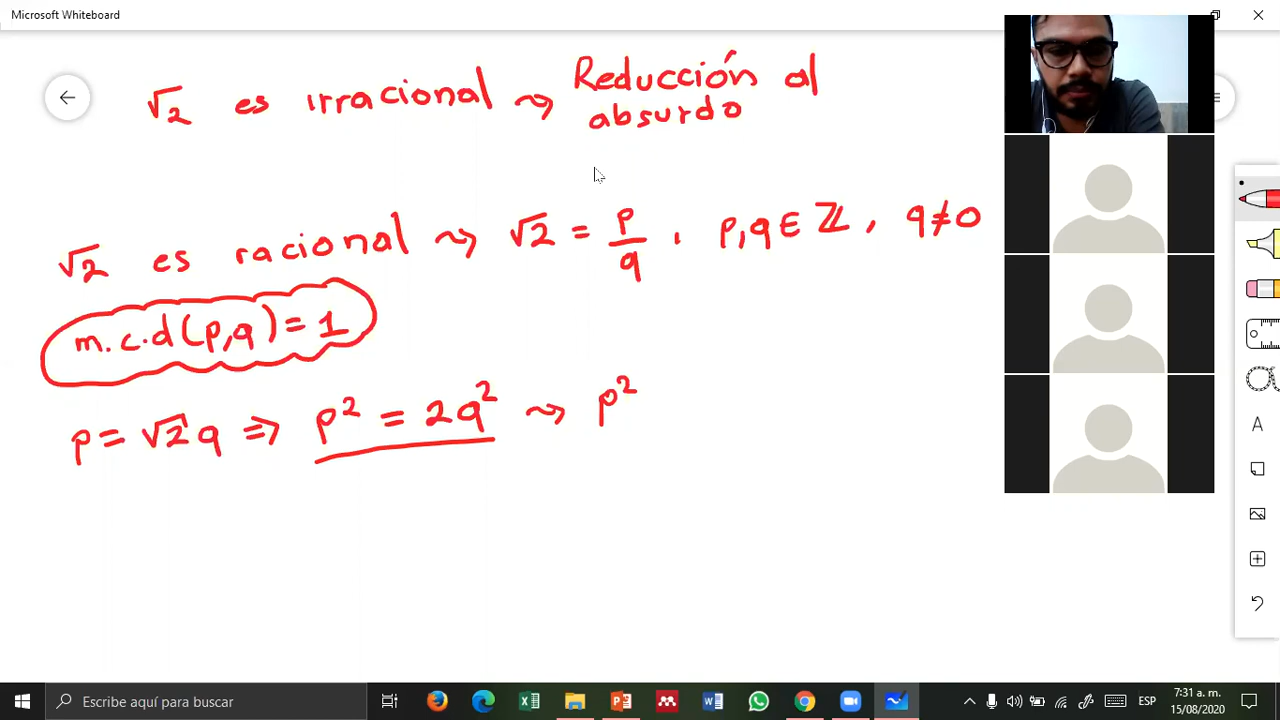 Microsoft Whiteboard
√2 es irracional ⇝ Reducción al
absurdo
√2 es racional ⇝ √2 = p/q , p,q ∈ ℤ , q≠0
m.c.d(p,q) = 1
p = √2 q ⇒ p² = 2q² ⇝ p²
Escribe aquí para buscar
ESP
7:31 a. m.
15/08/2020